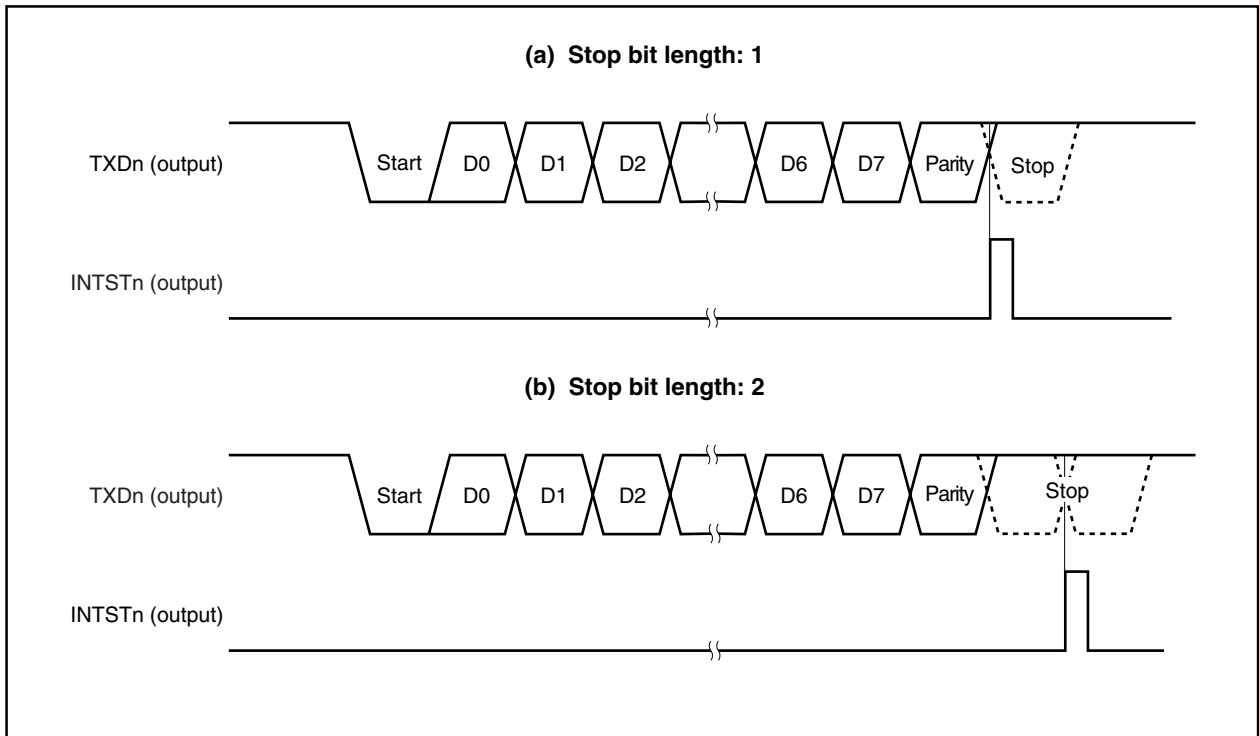 (a) Stop bit length: 1
TXDn (output) Start D0 D1 D2 D6 D7 Parity Stop
INTSTn (output)
(b) Stop bit length: 2
TXDn (output) Start D0 D1 D2 D6 D7 Parity Stop
INTSTn (output)